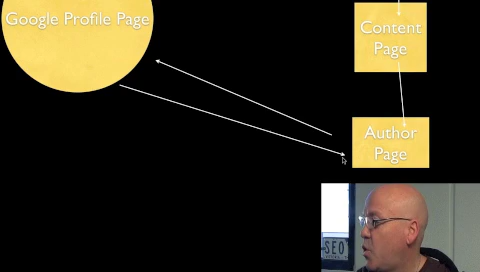 Google Profile Page
Content
Page
Author
Page
SEO